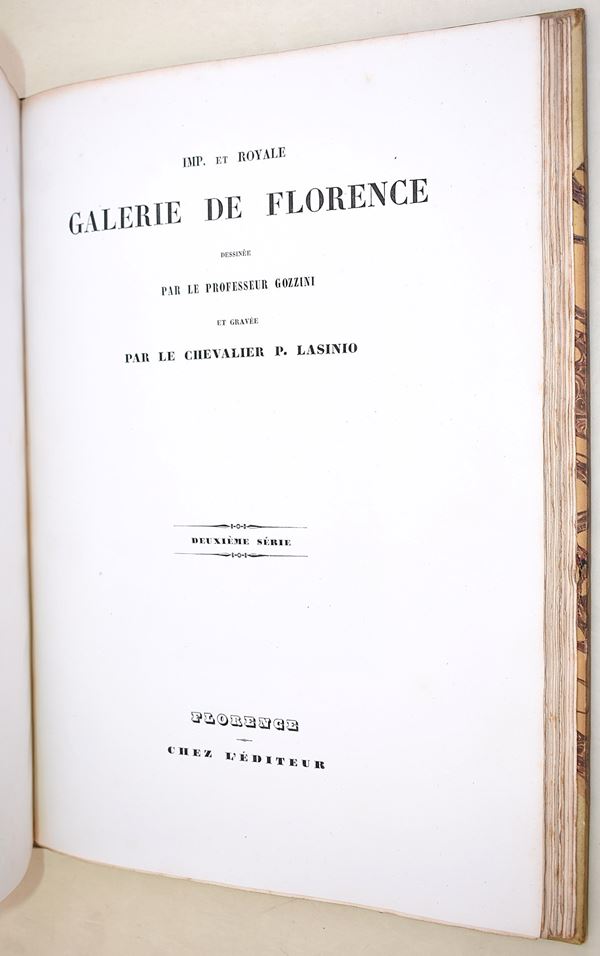 IMP. ET ROYALE
GALERIE DE FLORENCE
DESSINÉE
PAR LE PROFESSEUR GOZZINI
ET GRAVÉE
PAR LE CHEVALIER P. LASINIO
DEUXIÈME SÉRIE
FLORENCE
CHEZ L'ÉDITEUR